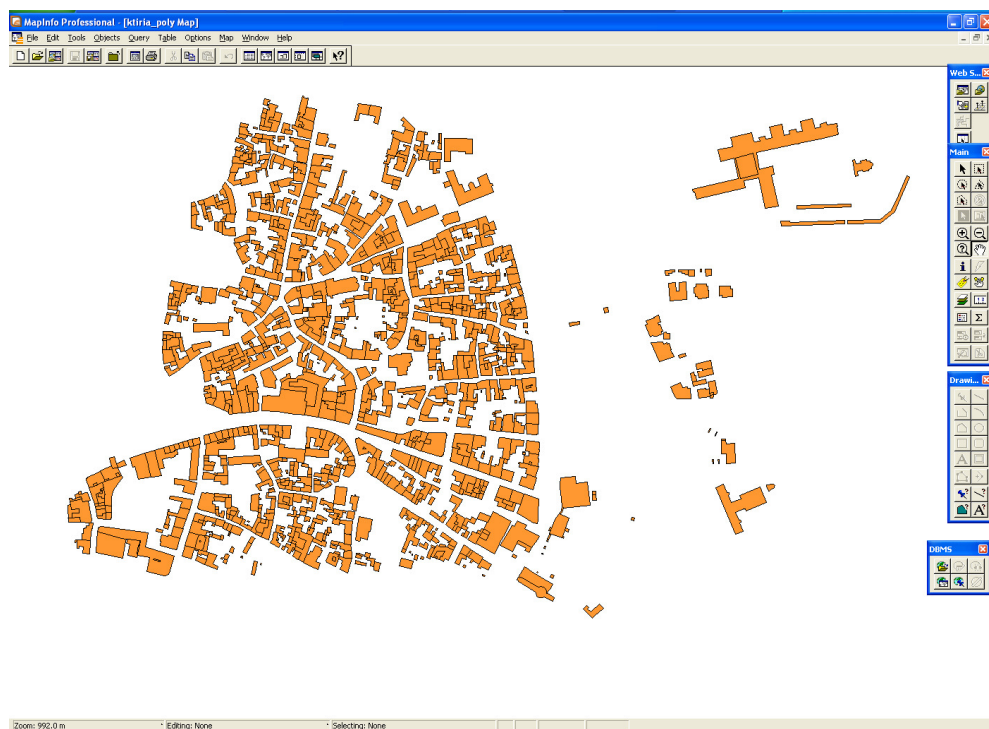 MapInfo Professional - [ktiria_poly Map]
File Edit Tools Objects Query Table Options Map Window Help
Web S...
Main
Drawi...
DBMS
Zoom: 992.0 m Editing: None Selecting: None